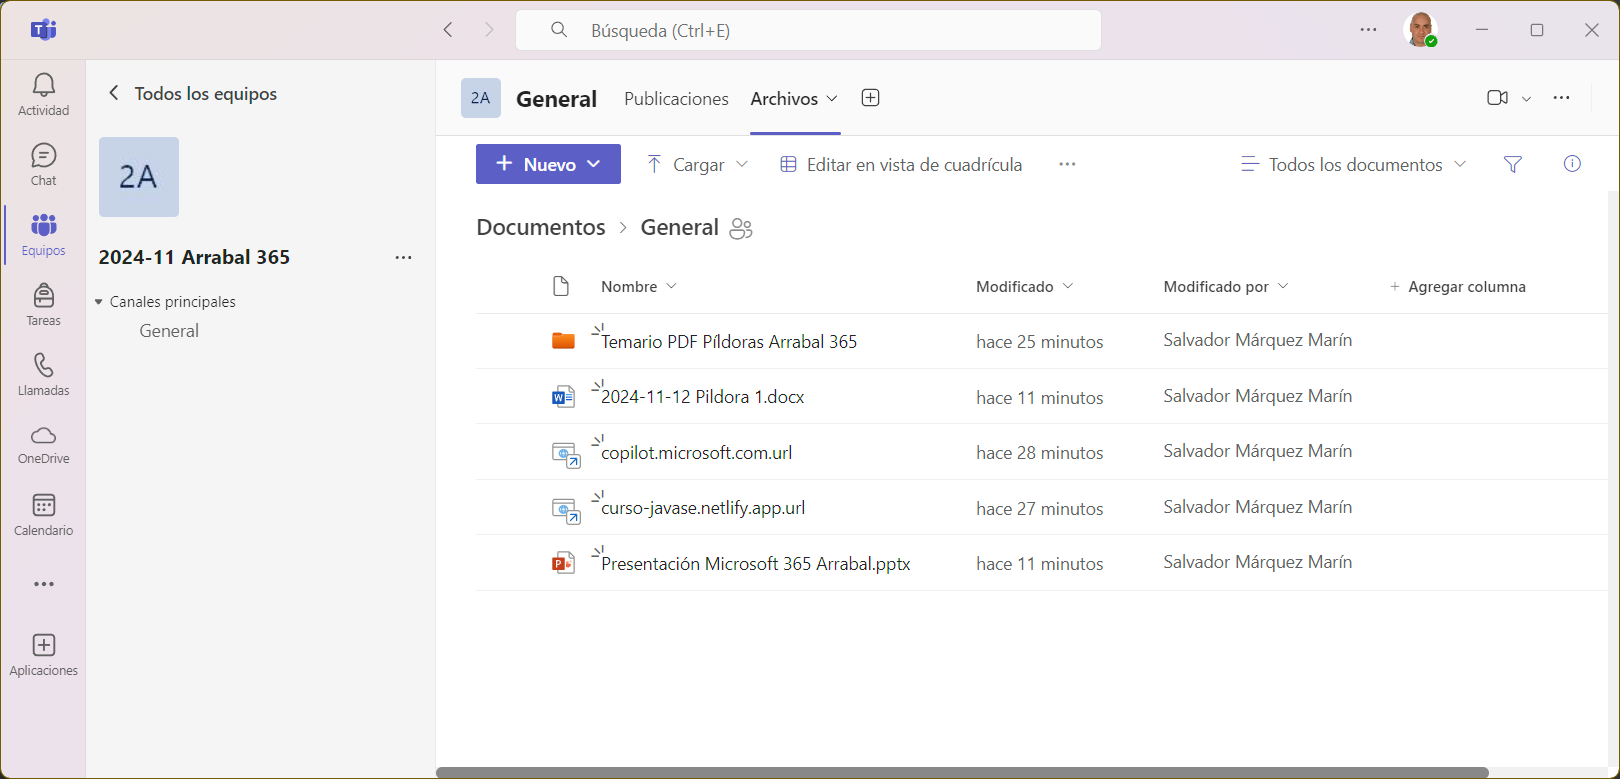 Búsqueda (Ctrl+E)
Actividad
Chat
Equipos
Tareas
Llamadas
OneDrive
Calendario
Aplicaciones
Todos los equipos
2A
2024-11 Arrabal 365
Canales principales
General
2A General Publicaciones Archivos
Nuevo Cargar Editar en vista de cuadrícula Todos los documentos
Documentos > General
Nombre Modificado Modificado por + Agregar columna
Temario PDF Píldoras Arrabal 365 hace 25 minutos Salvador Márquez Marín
2024-11-12 Pildora 1.docx hace 11 minutos Salvador Márquez Marín
copilot.microsoft.com.url hace 28 minutos Salvador Márquez Marín
curso-javase.netlify.app.url hace 27 minutos Salvador Márquez Marín
Presentación Microsoft 365 Arrabal.pptx hace 11 minutos Salvador Márquez Marín